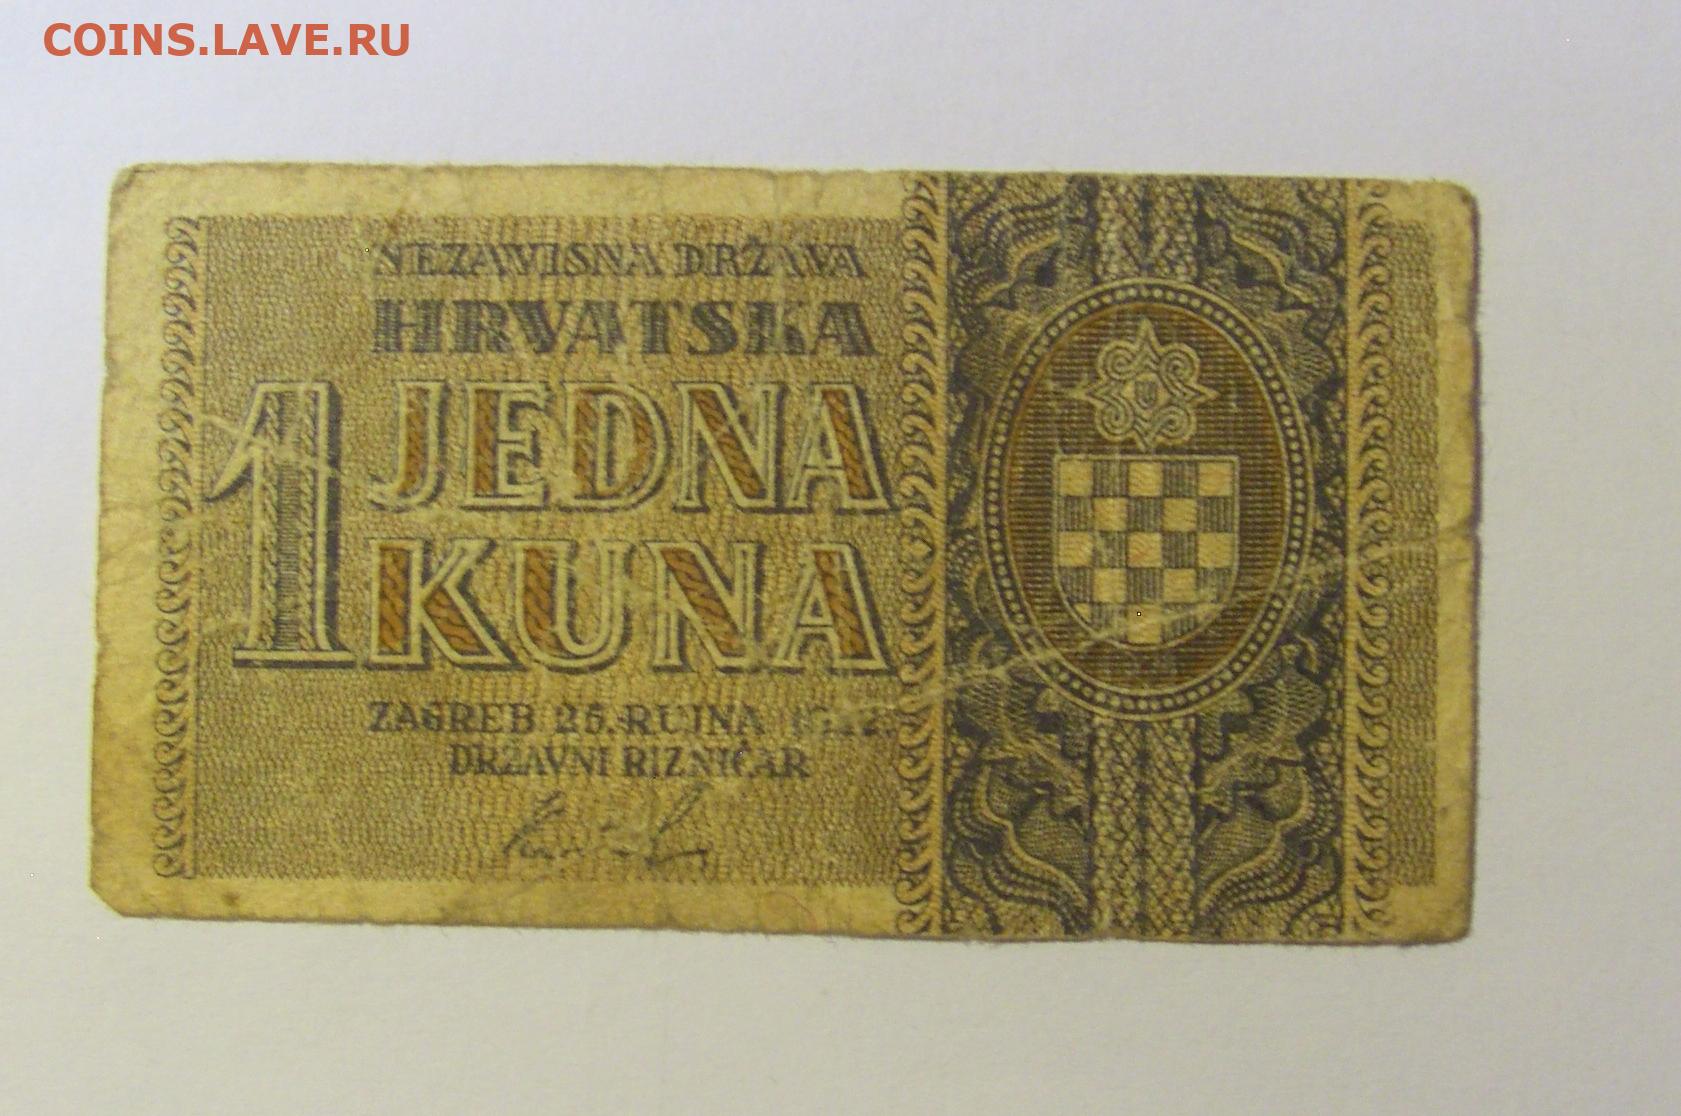 COINS.LAVE.RU
NEZAVISNA DRŽAVA
HRVATSKA
1 JEDNA
KUNA
ZAGREB 25. RUJNA
DRŽAVNI RIZNIČAR